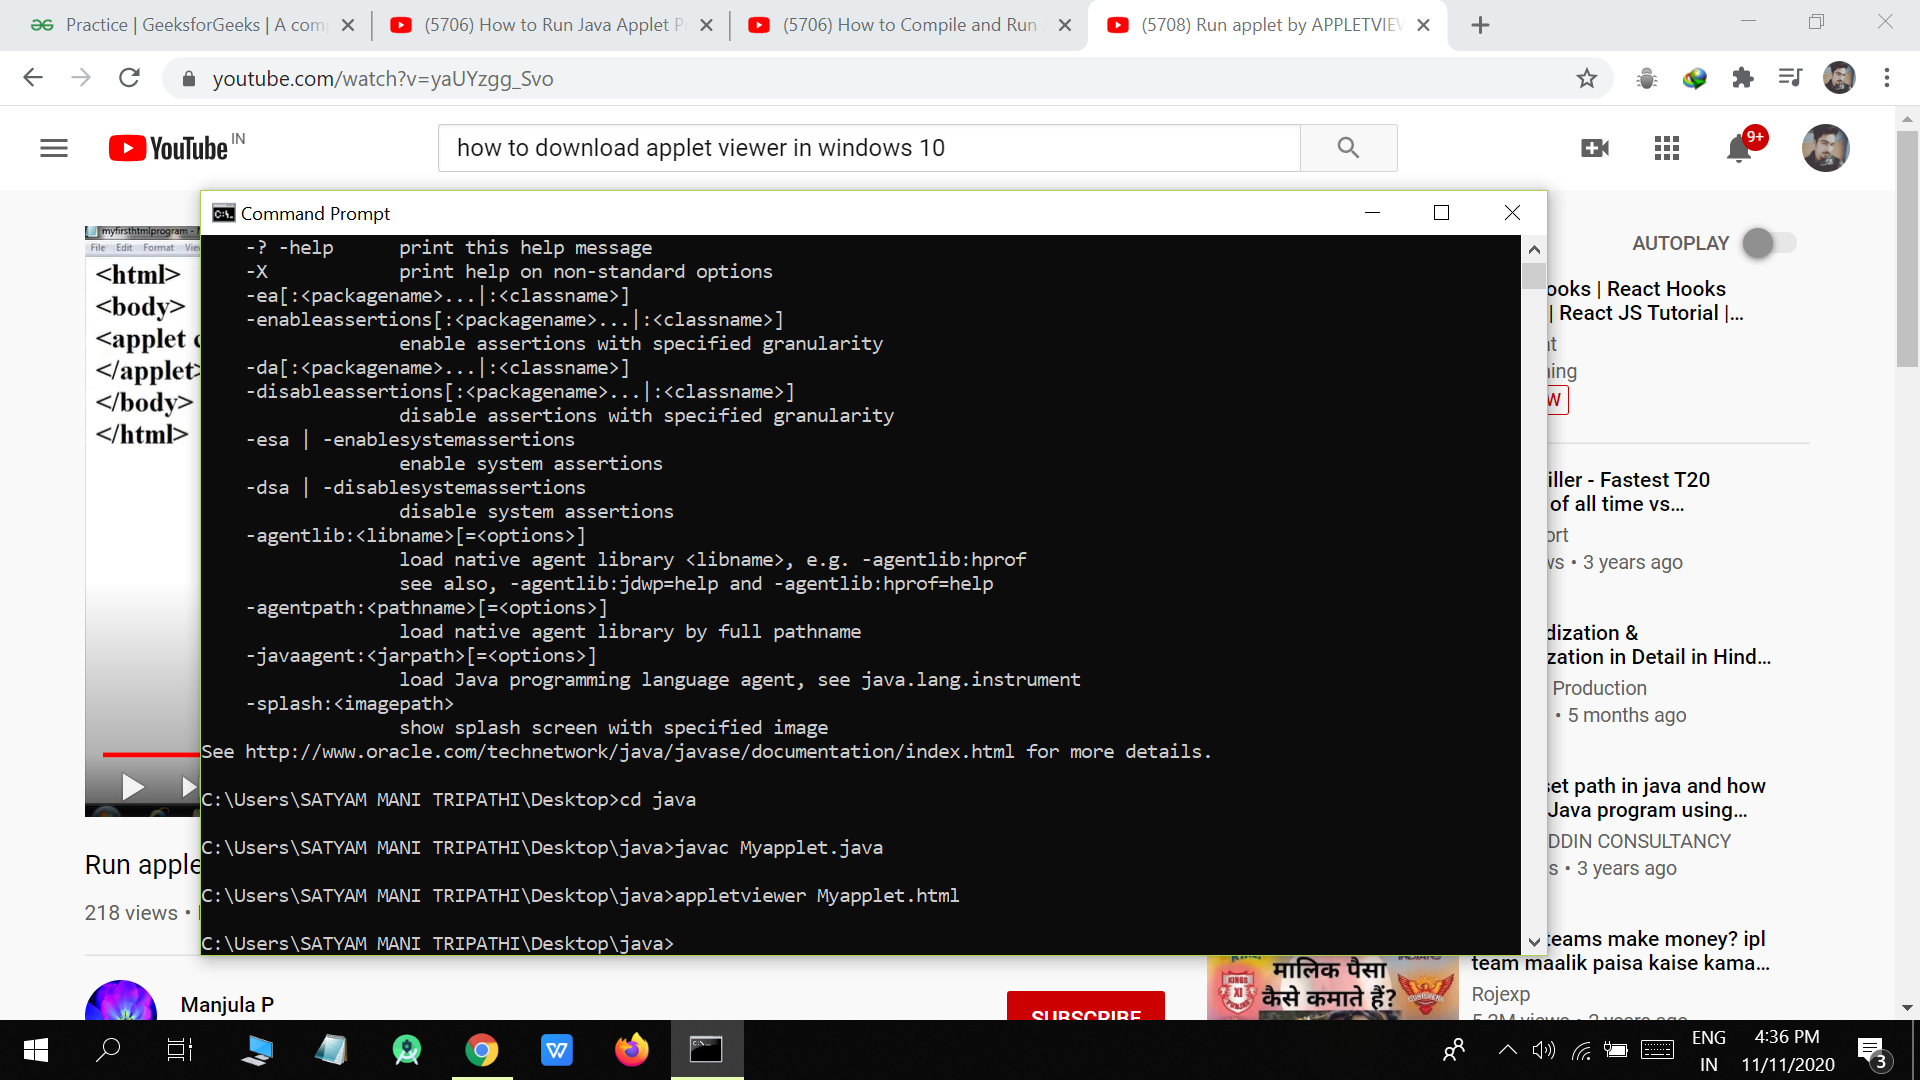 Practice | GeeksforGeeks | A com
(5706) How to Run Java Applet P
(5706) How to Compile and Run
(5708) Run applet by APPLETVIEW
youtube.com/watch?v=yaUYzgg_Svo
YouTube IN
how to download applet viewer in windows 10
9+
myfirsthtmlprogram -
File Edit Format
<html>
<body>
<applet
</applet>
</body>
</html>
Command Prompt
-? -help      print this help message
-X            print help on non-standard options
-ea[:<packagename>...|:<classname>]
-enableassertions[:<packagename>...|:<classname>]
enable assertions with specified granularity
-da[:<packagename>...|:<classname>]
-disableassertions[:<packagename>...|:<classname>]
disable assertions with specified granularity
-esa | -enablesystemassertions
enable system assertions
-dsa | -disablesystemassertions
disable system assertions
-agentlib:<libname>[=<options>]
load native agent library <libname>, e.g. -agentlib:hprof
see also, -agentlib:jdwp=help and -agentlib:hprof=help
-agentpath:<pathname>[=<options>]
load native agent library by full pathname
-javaagent:<jarpath>[=<options>]
load Java programming language agent, see java.lang.instrument
-splash:<imagepath>
show splash screen with specified image
See http://www.oracle.com/technetwork/java/javase/documentation/index.html for more details.
C:\Users\SATYAM MANI TRIPATHI\Desktop>cd java
C:\Users\SATYAM MANI TRIPATHI\Desktop\java>javac Myapplet.java
C:\Users\SATYAM MANI TRIPATHI\Desktop\java>appletviewer Myapplet.html
C:\Users\SATYAM MANI TRIPATHI\Desktop\java>
AUTOPLAY
ooks | React Hooks
| React JS Tutorial |...
at
ning
W
iller - Fastest T20
of all time vs...
ort
ws • 3 years ago
dization &
zation in Detail in Hind...
Production
• 5 months ago
set path in java and how
Java program using...
DDIN CONSULTANCY
s • 3 years ago
teams make money? ipl
team maalik paisa kaise kama...
Rojexp
5.2M views • 2 years ago
मालिक पैसा
कैसे कमाते हैं?
KINGS
XI
PUNJAB
Run apple
218 views •
Manjula P
SUBSCRIBE
ENG
IN
4:36 PM
11/11/2020
3